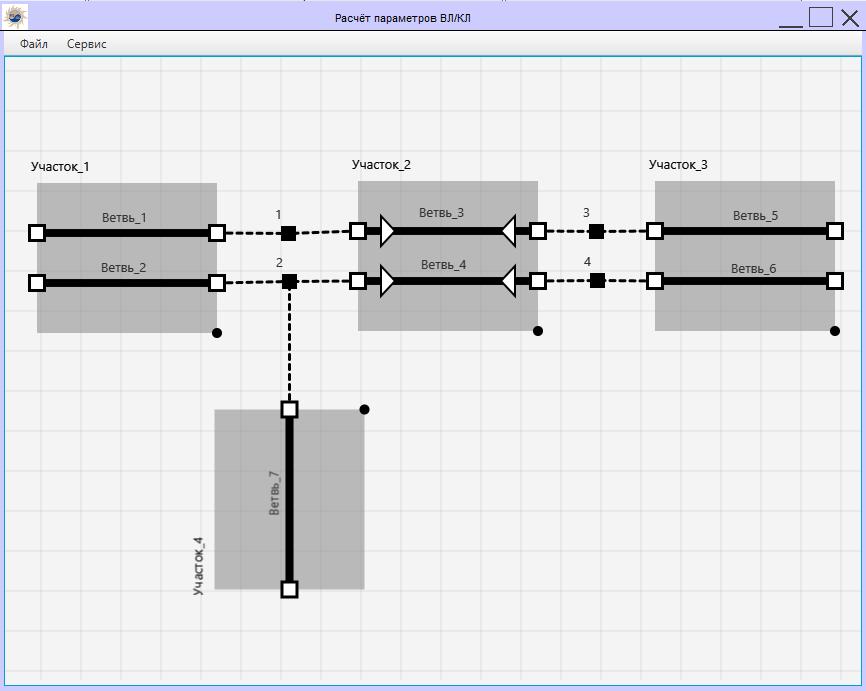 Расчёт параметров ВЛ/КЛ
Файл Сервис
Участок_1
Участок_2
Участок_3
Ветвь_1
1
Ветвь_3
3
Ветвь_5
Ветвь_2
2
Ветвь_4
4
Ветвь_6
Участок_4
Ветвь_7